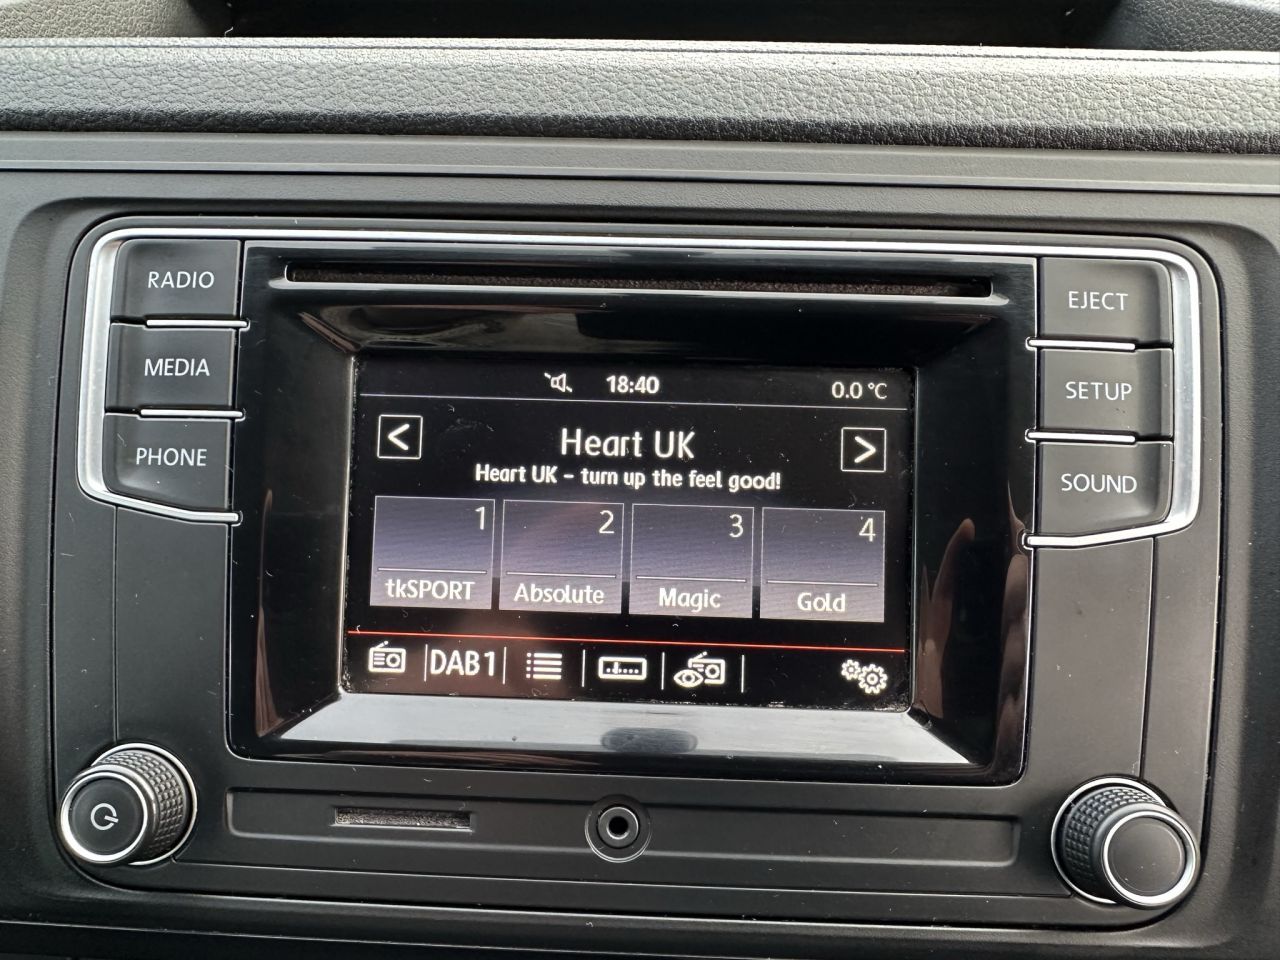 RADIO
MEDIA
PHONE
EJECT
SETUP
SOUND
18:40
0.0 °C
< Heart UK >
Heart UK – turn up the feel good!
1 2 3 4
tkSPORT Absolute Magic Gold
DAB1